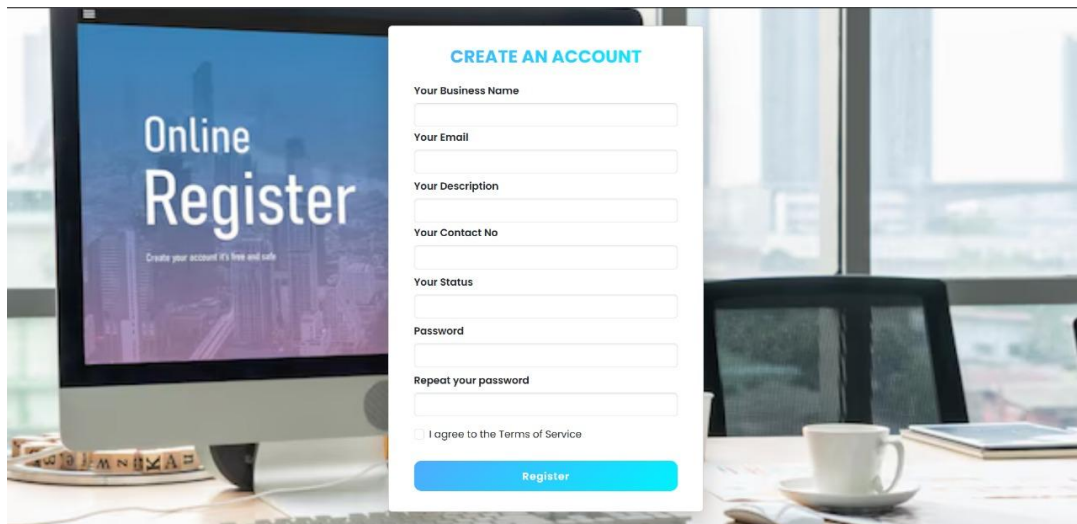 Online
Register
Create your account it's free and safe
CREATE AN ACCOUNT
Your Business Name
Your Email
Your Description
Your Contact No
Your Status
Password
Repeat your password
I agree to the Terms of Service
Register